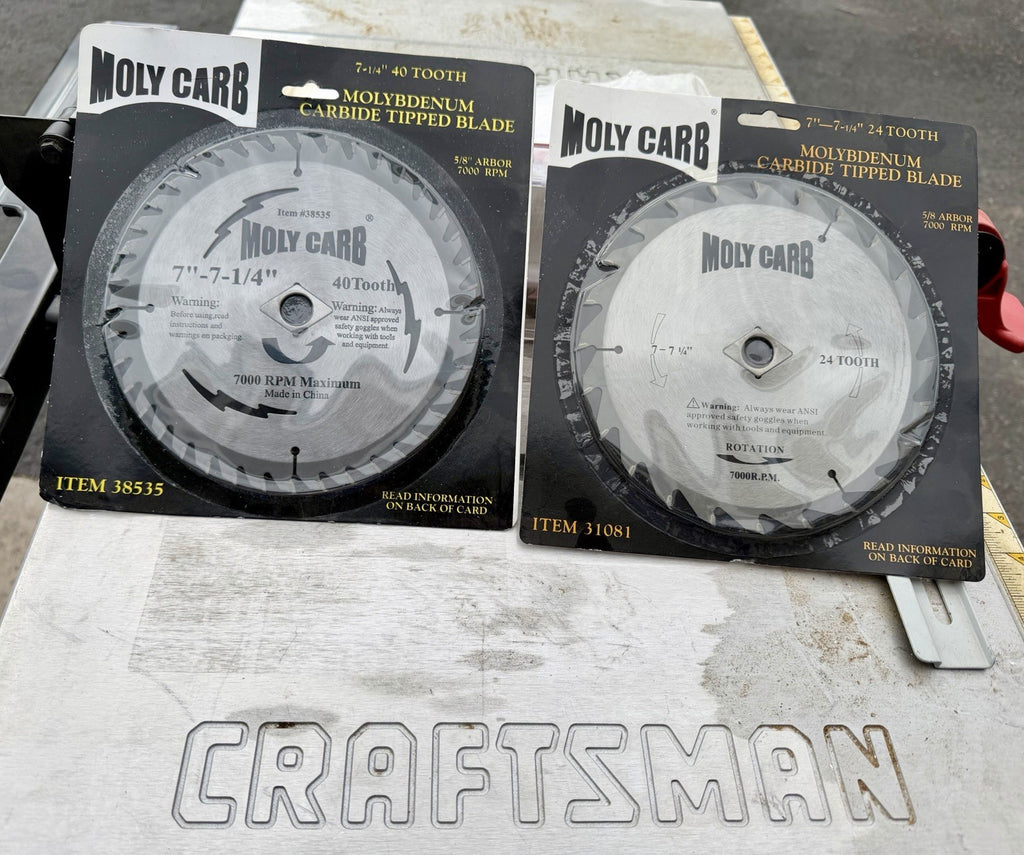 MOLY CARB
7-1/4" 40 TOOTH
MOLYBDENUM
CARBIDE TIPPED BLADE
5/8" ARBOR
7000 RPM
Item #38535
®
MOLY CARB
7"-7-1/4"
40 Tooth
Warning:
Before using,read
instructions and
warnings on packging.
Warning: Always
wear ANSI approved
safety goggles when
working with tools
and equipment.
7000 RPM Maximum
Made in China
ITEM 38535
READ INFORMATION
ON BACK OF CARD
MOLY CARB
®
7"—7-1/4" 24 TOOTH
MOLYBDENUM
CARBIDE TIPPED BLADE
5/8 ARBOR
7000 RPM
MOLY CARB
7-7 ¼"
24 TOOTH
Warning: Always wear ANSI
approved safety goggles when
working with tools and equipment.
ROTATION
7000R.P.M.
ITEM 31081
READ INFORMATION
ON BACK OF CARD
CRAFTSMAN